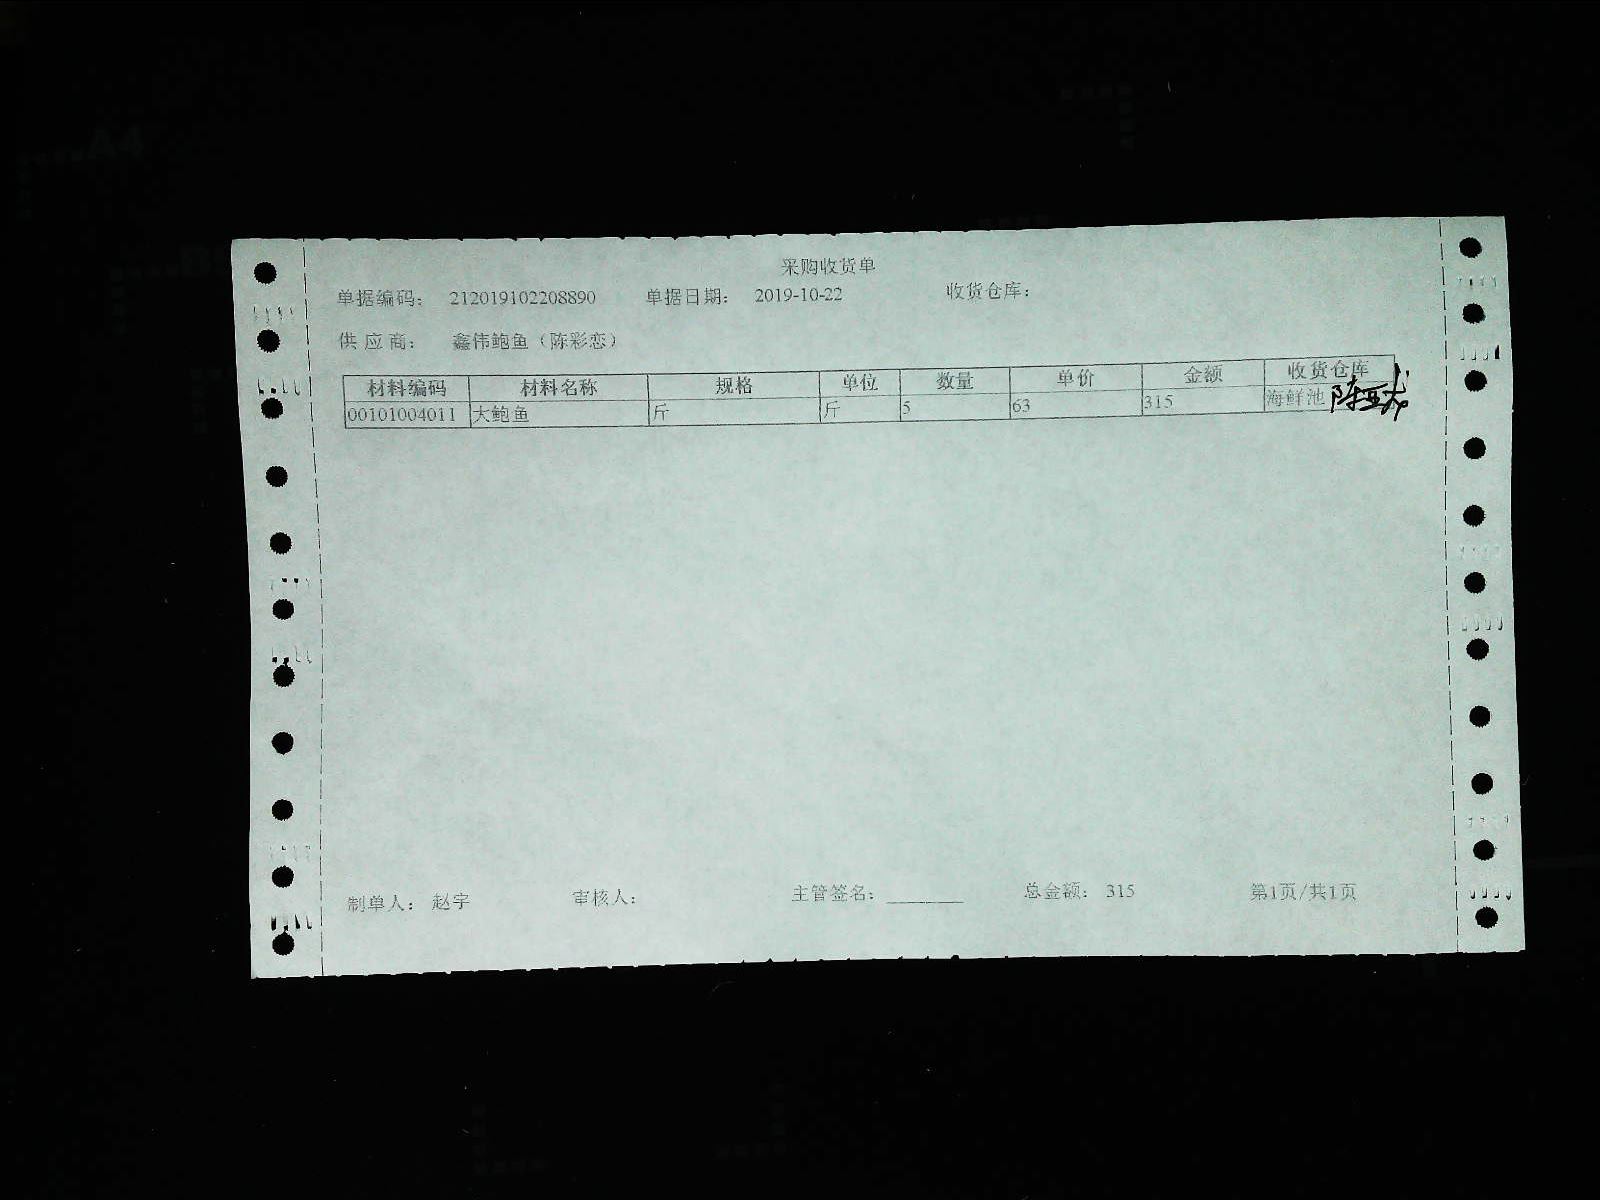 采购收货单
单据编码： 212019102208890 单据日期： 2019-10-22 收货仓库：
供应商： 鑫伟鲍鱼（陈彩恋）
材料编码 材料名称 规格 单位 数量 单价 金额 收货仓库
00101004011 大鲍鱼 斤 斤 5 63 315 海鲜池
制单人： 赵宇 审核人： 主管签名：________ 总金额： 315 第1页/共1页